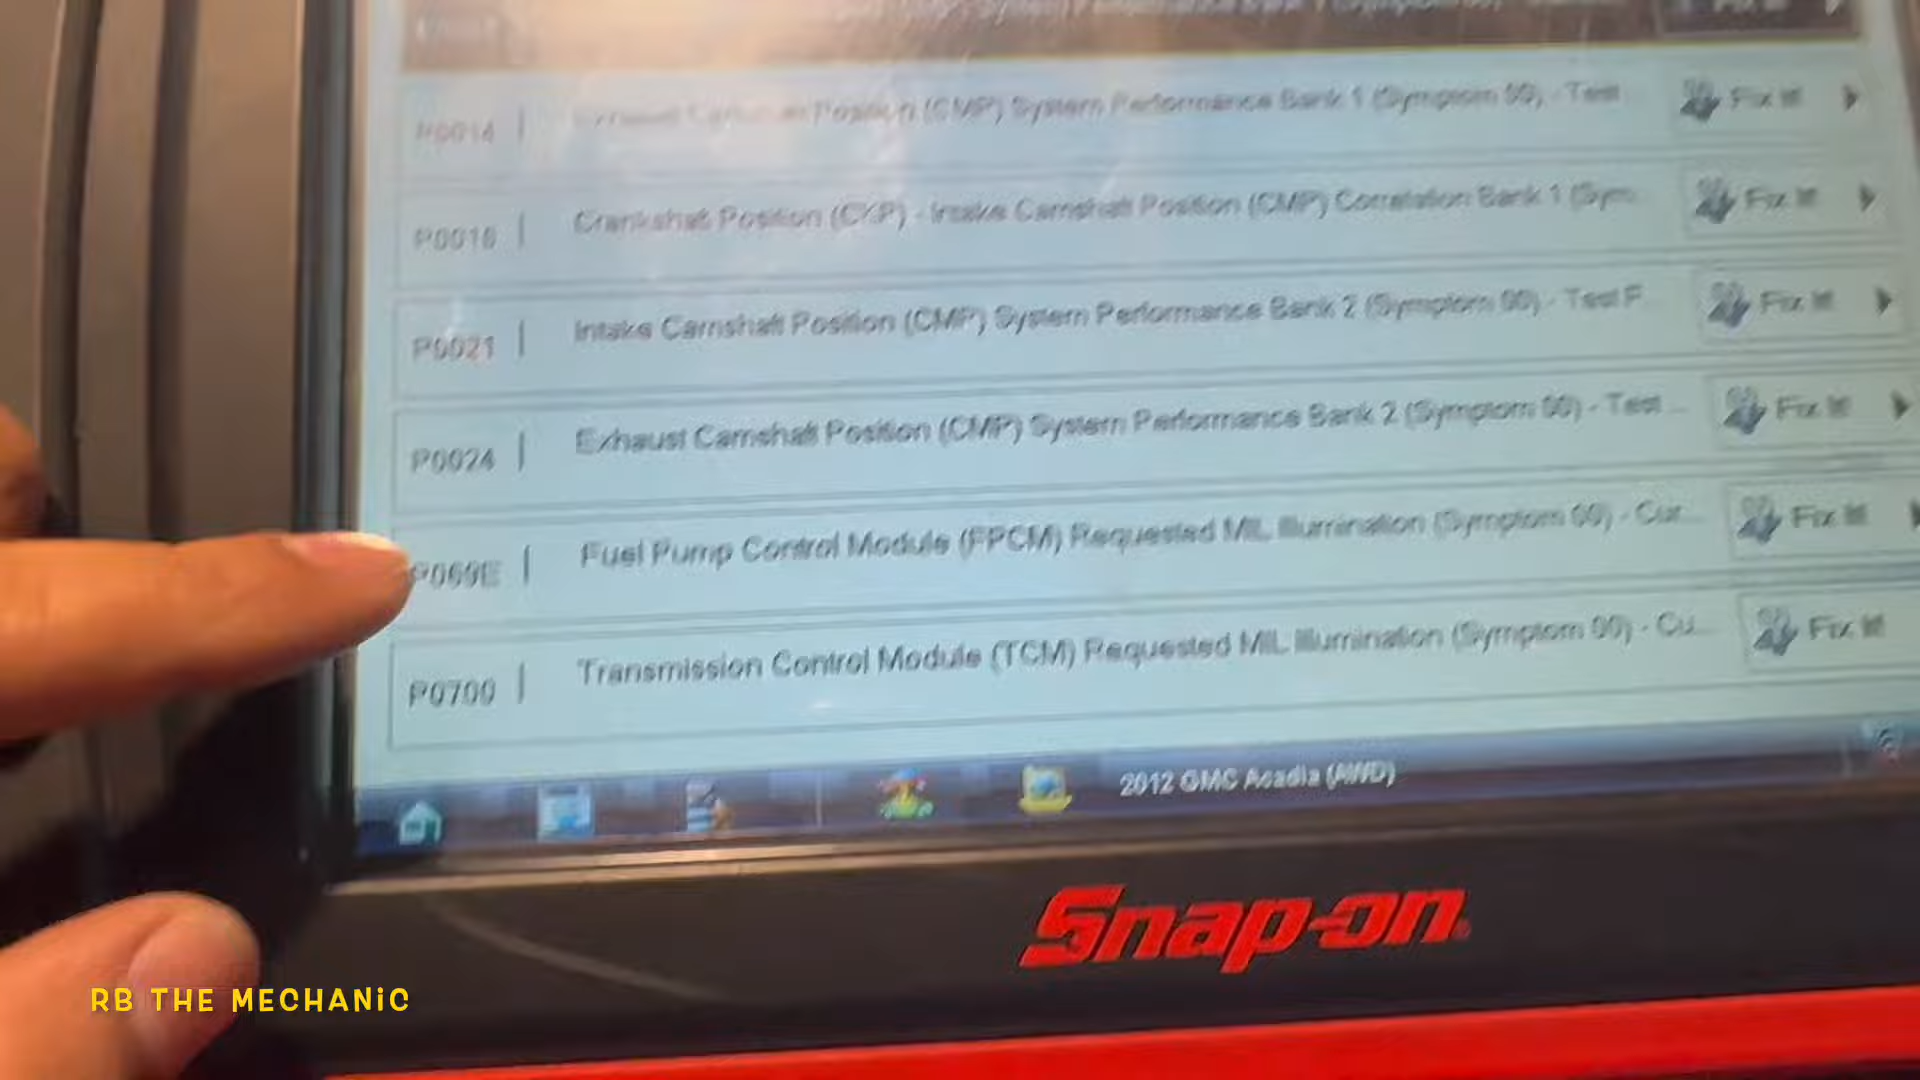 P0014 | Position (CMP) System Performance Bank 1 (Symptom 00) - Test Fix It!
P0016 | Crankshaft Position (CKP) - Intake Camshaft Position (CMP) Correlation Bank 1 (Sym... Fix It!
P0021 | Intake Camshaft Position (CMP) System Performance Bank 2 (Symptom 00) - Test F Fix It!
P0024 | Exhaust Camshaft Position (CMP) System Performance Bank 2 (Symptom 00) - Test ... Fix It!
P069E | Fuel Pump Control Module (FPCM) Requested MIL Illumination (Symptom 00) - Cur... Fix It!
P0700 | Transmission Control Module (TCM) Requested MIL Illumination (Symptom 00) - Cu... Fix It!
2012 GMC Acadia (AWD)
Snap-on
RB THE MECHANiC